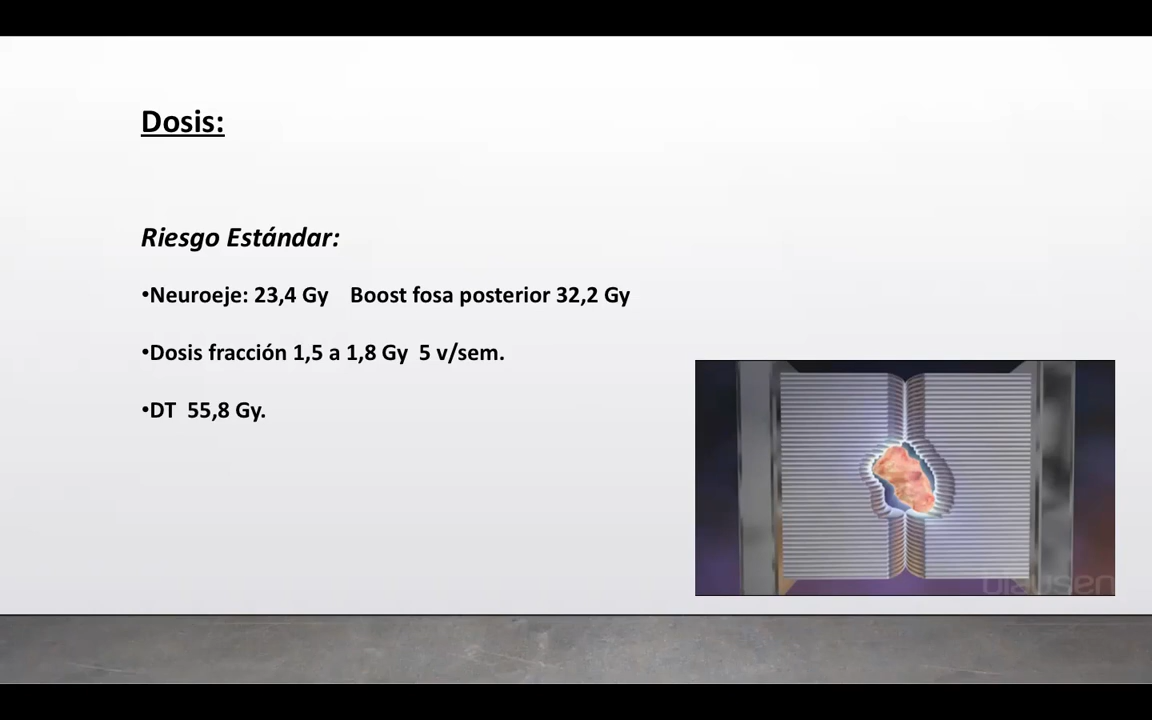 Dosis:
Riesgo Estándar:
•Neuroeje: 23,4 Gy Boost fosa posterior 32,2 Gy
•Dosis fracción 1,5 a 1,8 Gy 5 v/sem.
•DT 55,8 Gy.
blausen